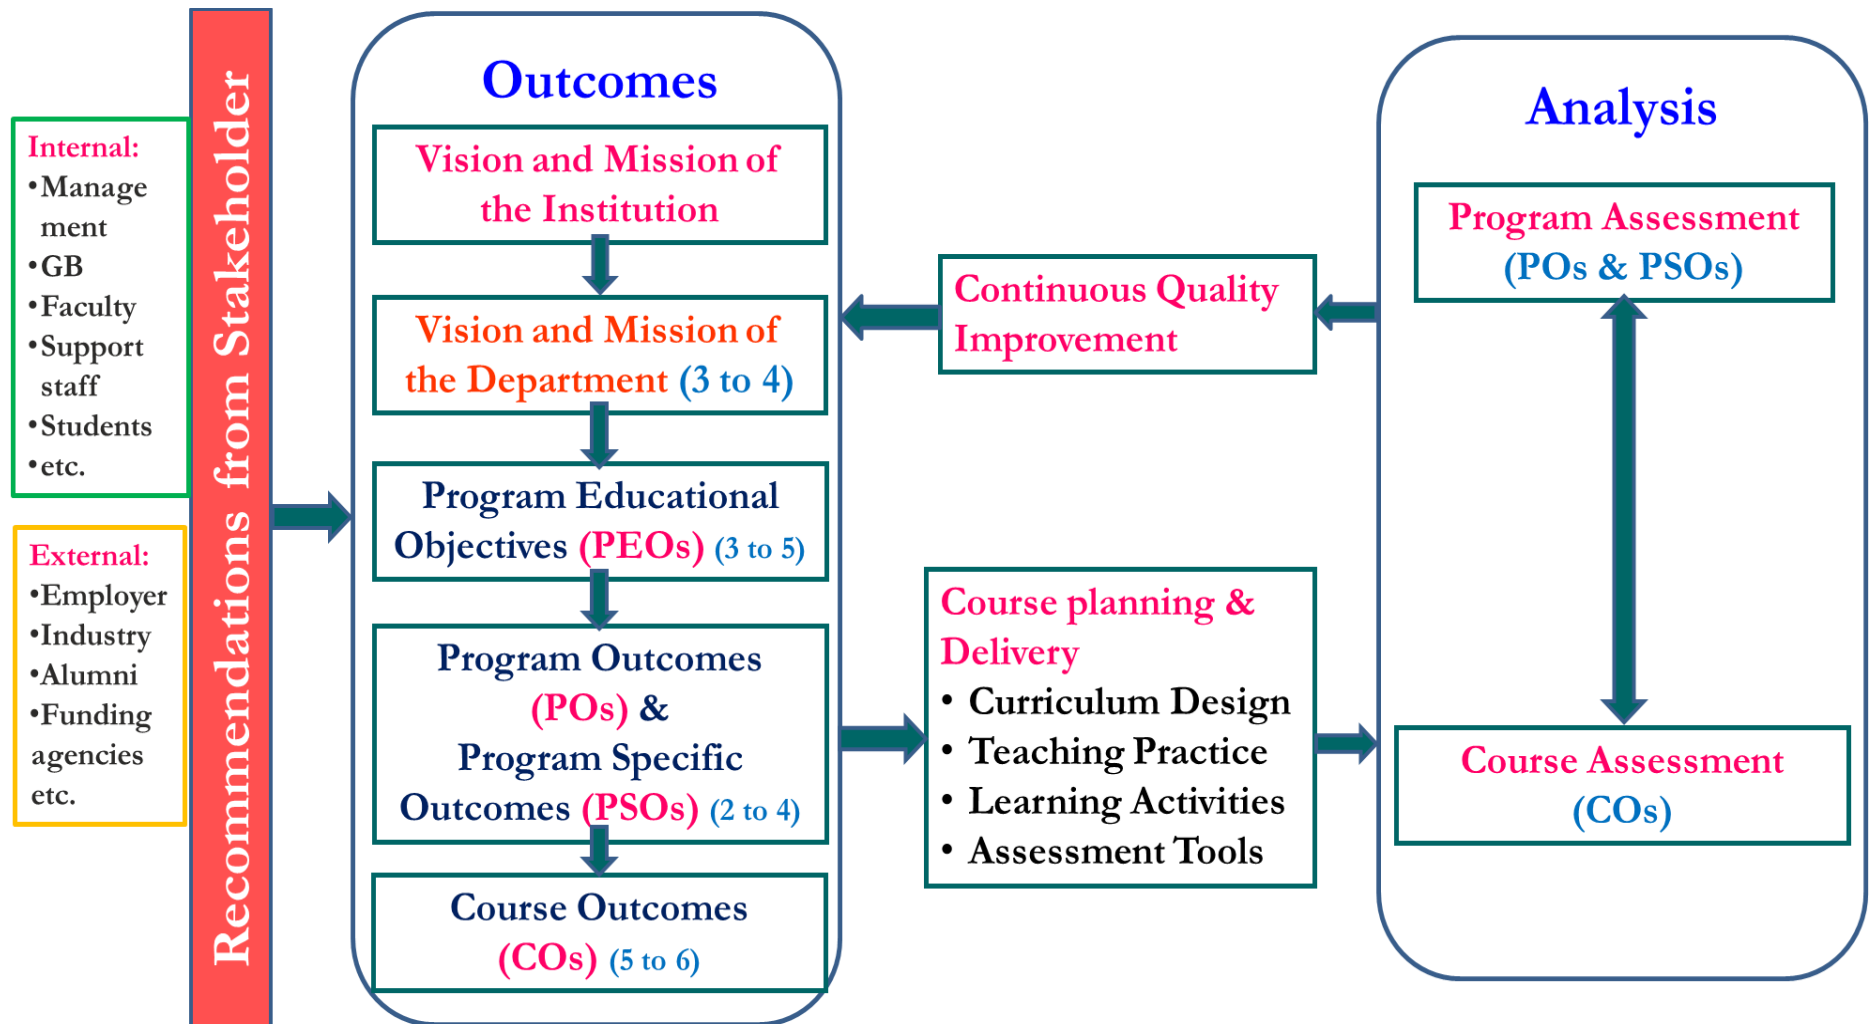 Internal:
•Manage
ment
•GB
•Faculty
•Support
staff
•Students
•etc.
External:
•Employer
•Industry
•Alumni
•Funding
agencies
etc.
Recommendations from Stakeholder
Outcomes
Vision and Mission of
the Institution
Vision and Mission of
the Department (3 to 4)
Program Educational
Objectives (PEOs) (3 to 5)
Program Outcomes
(POs) &
Program Specific
Outcomes (PSOs) (2 to 4)
Course Outcomes
(COs) (5 to 6)
Continuous Quality
Improvement
Course planning &
Delivery
• Curriculum Design
• Teaching Practice
• Learning Activities
• Assessment Tools
Analysis
Program Assessment
(POs & PSOs)
Course Assessment
(COs)